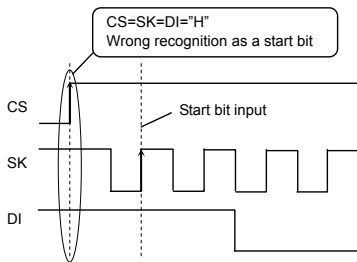 CS=SK=DI=”H”
Wrong recognition as a start bit
CS
Start bit input
SK
DI